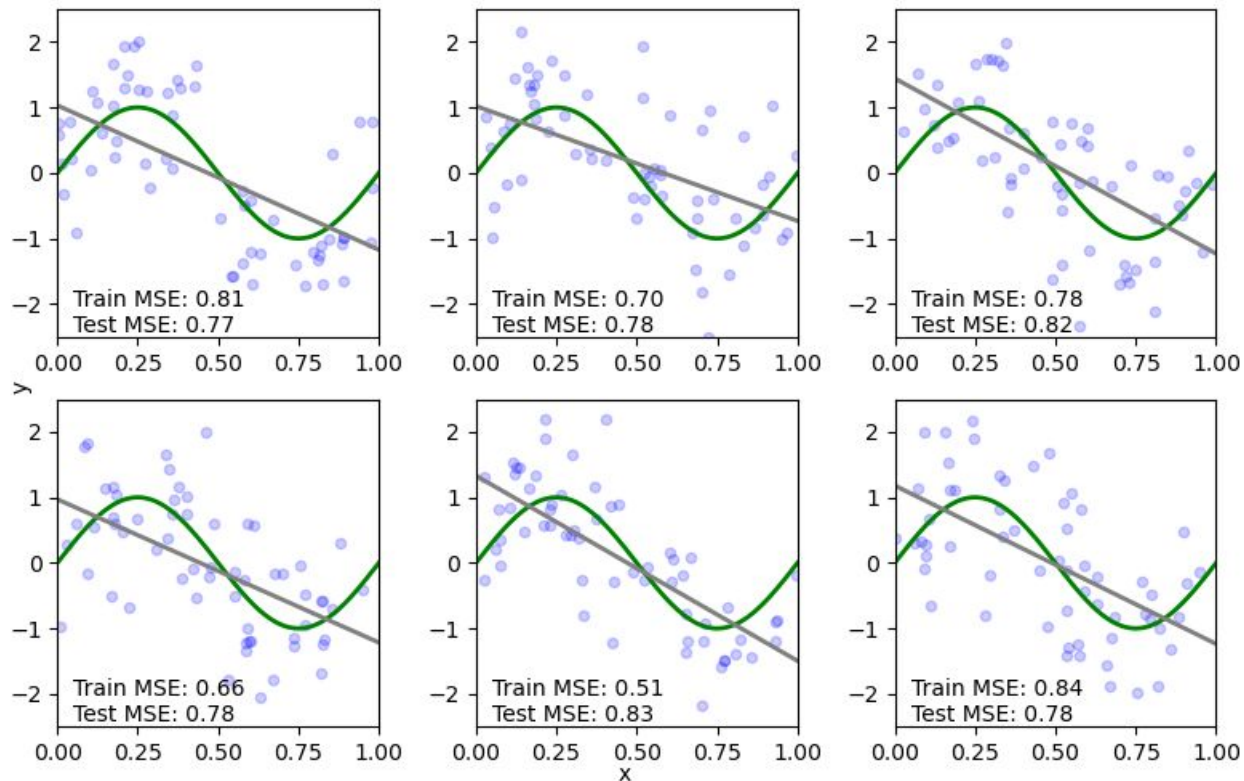 2
1
0
−1
−2
Train MSE: 0.81
Test MSE: 0.77
0.00 0.25 0.50 0.75 1.00
2
1
0
−1
−2
Train MSE: 0.70
Test MSE: 0.78
0.00 0.25 0.50 0.75 1.00
2
1
0
−1
−2
Train MSE: 0.78
Test MSE: 0.82
0.00 0.25 0.50 0.75 1.00
y
2
1
0
−1
−2
Train MSE: 0.66
Test MSE: 0.78
0.00 0.25 0.50 0.75 1.00
2
1
0
−1
−2
Train MSE: 0.51
Test MSE: 0.83
0.00 0.25 0.50 0.75 1.00
2
1
0
−1
−2
Train MSE: 0.84
Test MSE: 0.78
0.00 0.25 0.50 0.75 1.00
x